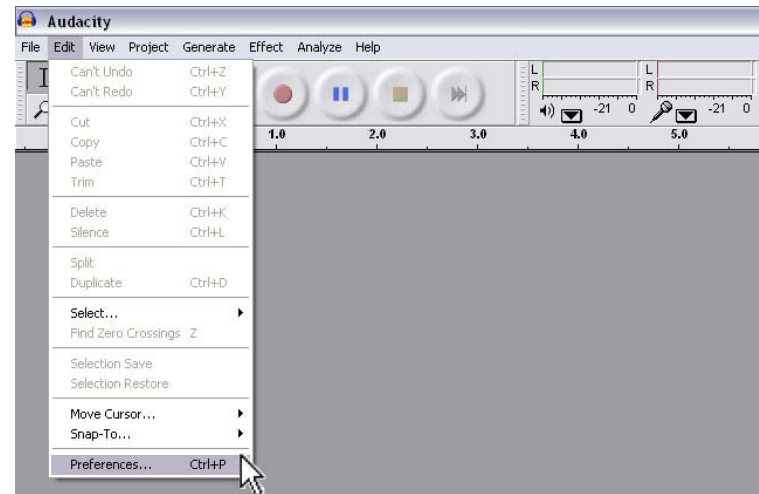 Audacity
File Edit View Project Generate Effect Analyze Help
Can't Undo Ctrl+Z
Can't Redo Ctrl+Y
Cut Ctrl+X
Copy Ctrl+C
Paste Ctrl+V
Trim Ctrl+T
Delete Ctrl+K
Silence Ctrl+L
Split
Duplicate Ctrl+D
Select...
Find Zero Crossings Z
Selection Save
Selection Restore
Move Cursor...
Snap-To...
Preferences... Ctrl+P
L L
R R
-21 0 -21 0
1.0 2.0 3.0 4.0 5.0